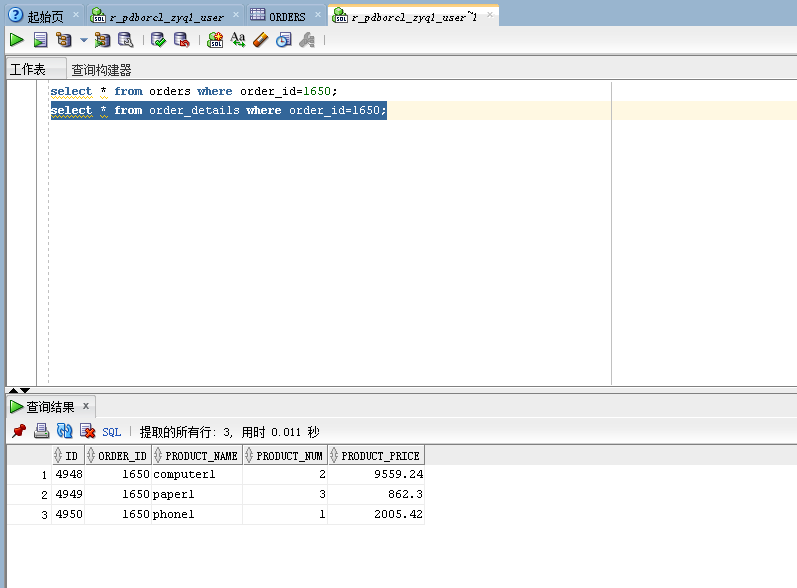 起始页 r_pdborcl_zyq1_user ORDERS r_pdborcl_zyq1_user~1
工作表 查询构建器
select * from orders where order_id=1650;
select * from order_details where order_id=1650;
查询结果
SQL 提取的所有行: 3, 用时 0.011 秒
ID ORDER_ID PRODUCT_NAME PRODUCT_NUM PRODUCT_PRICE
1 4948 1650 computer1 2 9559.24
2 4949 1650 paper1 3 862.3
3 4950 1650 phone1 1 2005.42